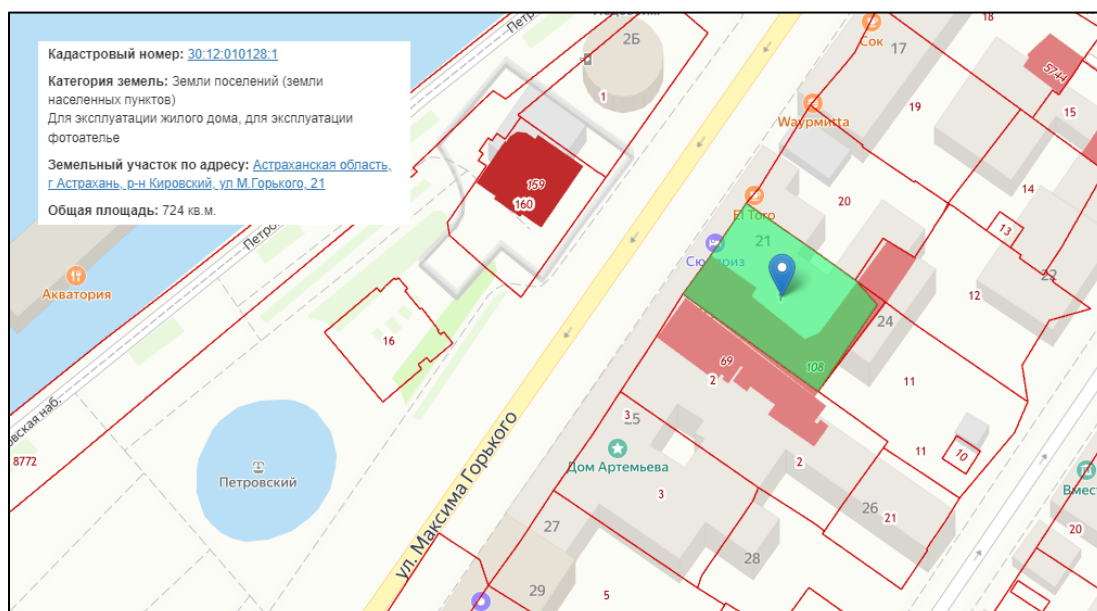 Кадастровый номер: 30:12:010128:1
Категория земель: Земли поселений (земли
населенных пунктов)
Для эксплуатации жилого дома, для эксплуатации
фотоателье
Земельный участок по адресу: Астраханская область,
г Астрахань, р-н Кировский, ул М.Горького, 21
Общая площадь: 724 кв.м.
2Б
1
Сок
17
18
5744
15
Waурмитта
19
159
160
14
El Toro
20
13
21
22
Акватория
12
24
16
69
108
2
11
3
25
10
11
8772
Петровский
Дом Артемьева
2
Вмест
3
ул. Максима Горького
26
21
27
20
28
29
5